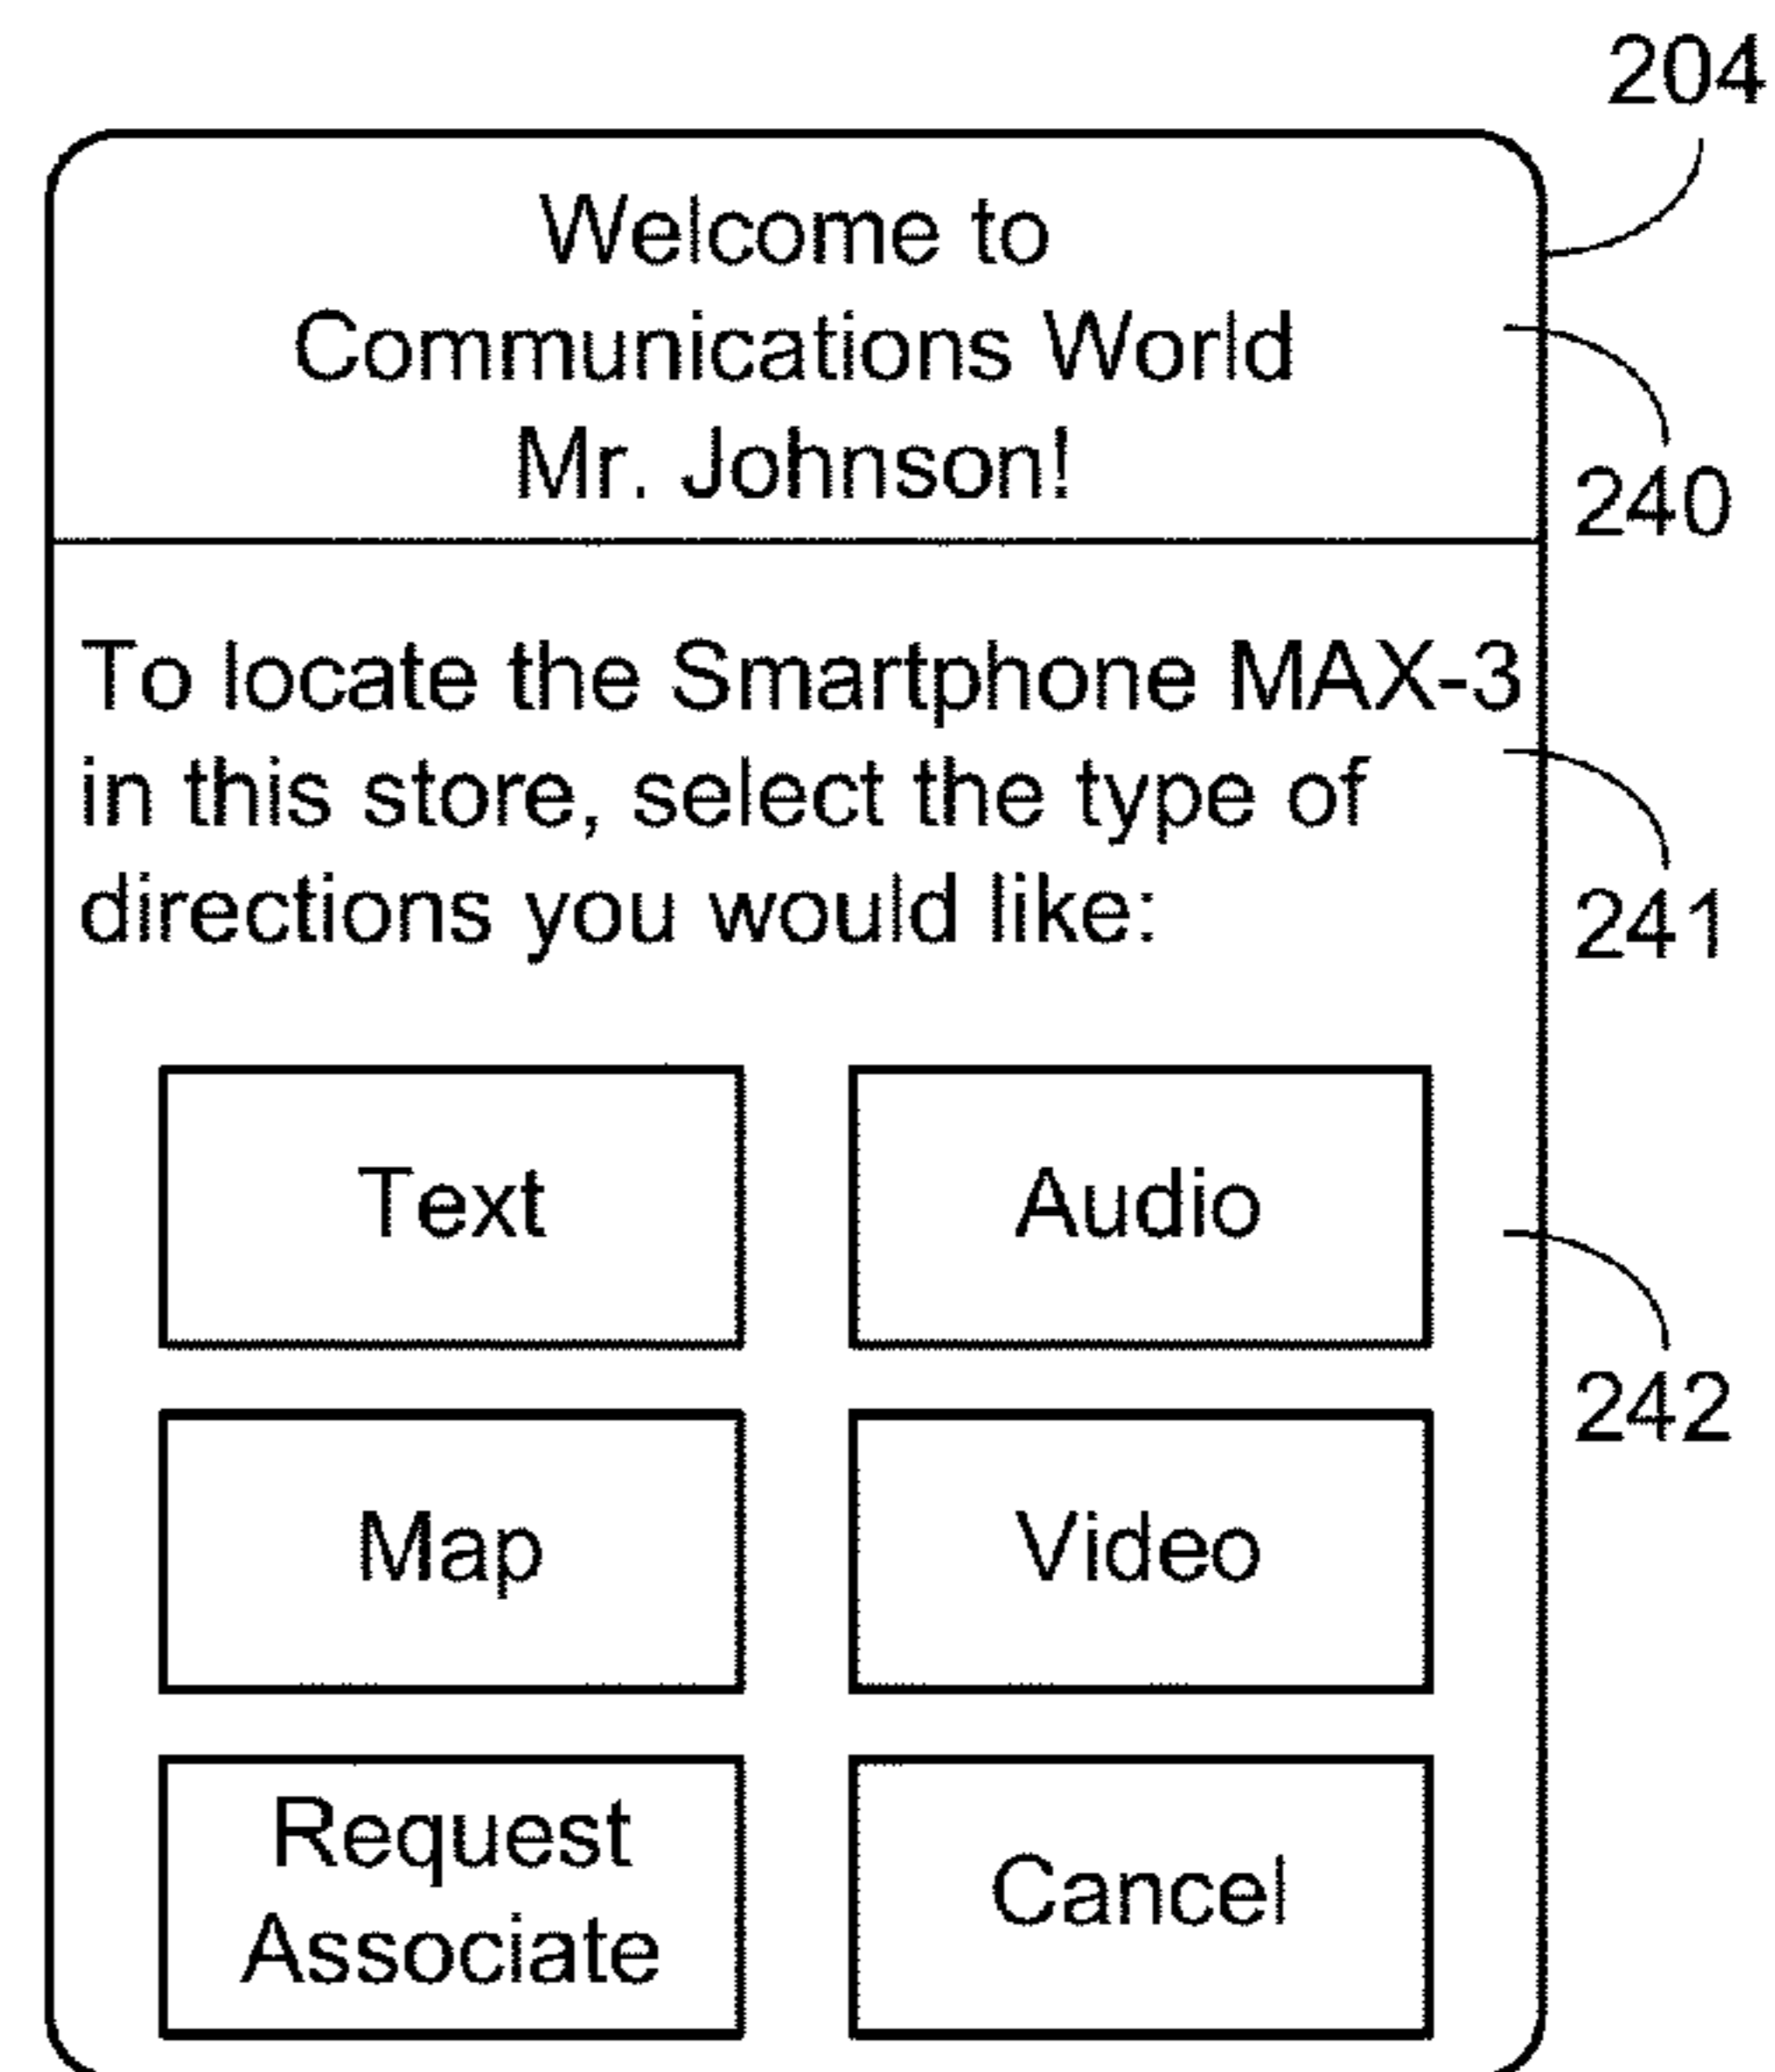 204
Welcome to
Communications World
Mr. Johnson!
240
To locate the Smartphone MAX-3
in this store, select the type of
directions you would like:
241
Text
Audio
242
Map
Video
Request
Associate
Cancel